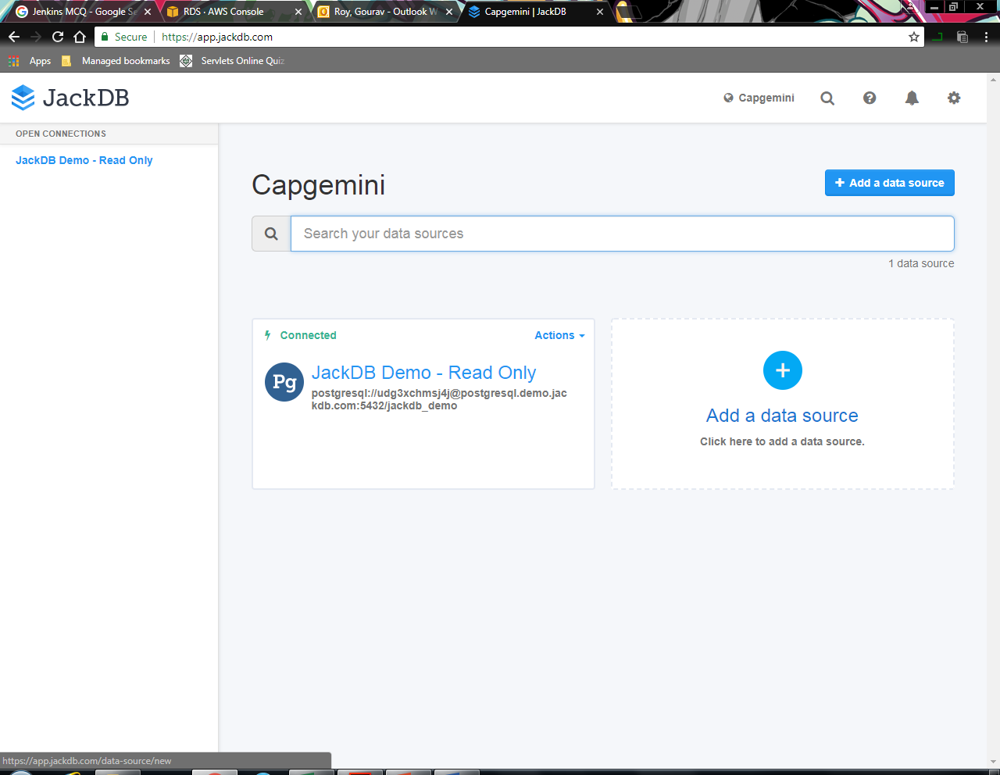 Jenkins MCQ - Google Se
RDS · AWS Console
Roy, Gourav - Outlook W
Capgemini | JackDB
Secure
https://app.jackdb.com
Apps
Managed bookmarks
Servlets Online Quiz
JackDB
Capgemini
OPEN CONNECTIONS
JackDB Demo - Read Only
Capgemini
Add a data source
Search your data sources
1 data source
Connected
Actions
Pg
JackDB Demo - Read Only
postgresql://udg3xchmsj4j@postgresql.demo.jac
kdb.com:5432/jackdb_demo
Add a data source
Click here to add a data source.
https://app.jackdb.com/data-source/new